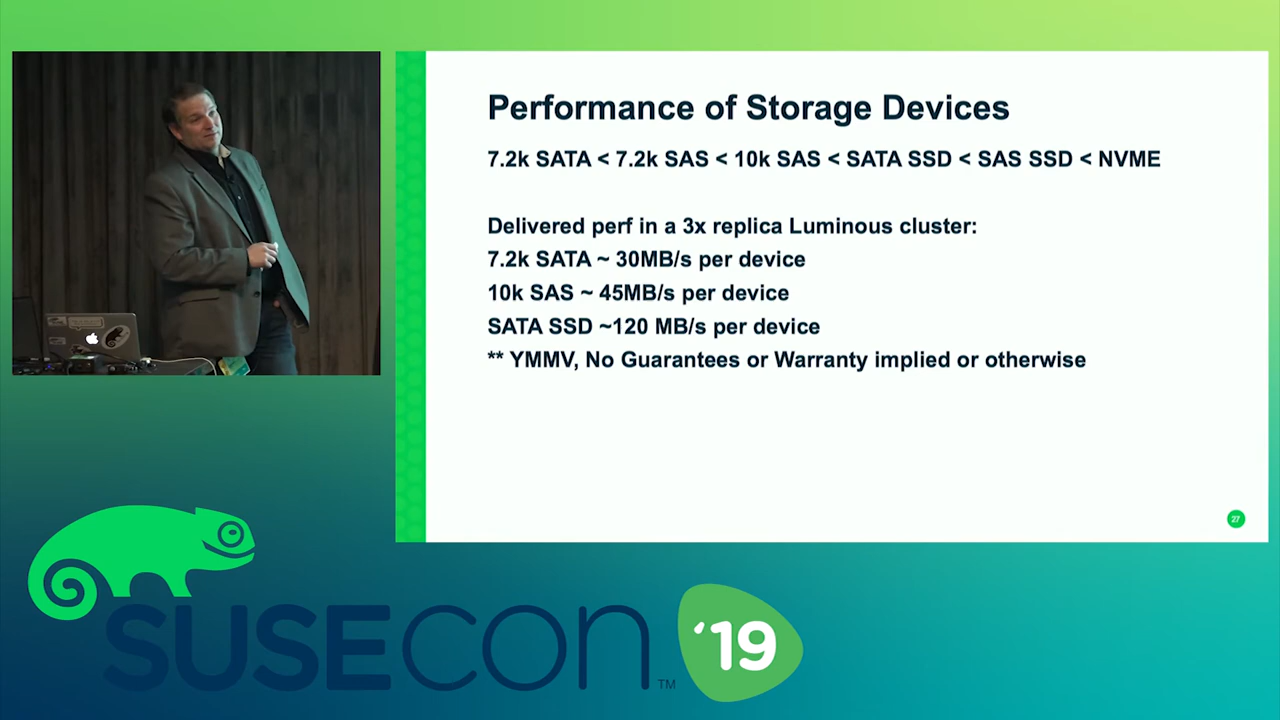 Performance of Storage Devices
7.2k SATA < 7.2k SAS < 10k SAS < SATA SSD < SAS SSD < NVME
Delivered perf in a 3x replica Luminous cluster:
7.2k SATA ~ 30MB/s per device
10k SAS ~ 45MB/s per device
SATA SSD ~120 MB/s per device
** YMMV, No Guarantees or Warranty implied or otherwise
27
SUSECON TM '19